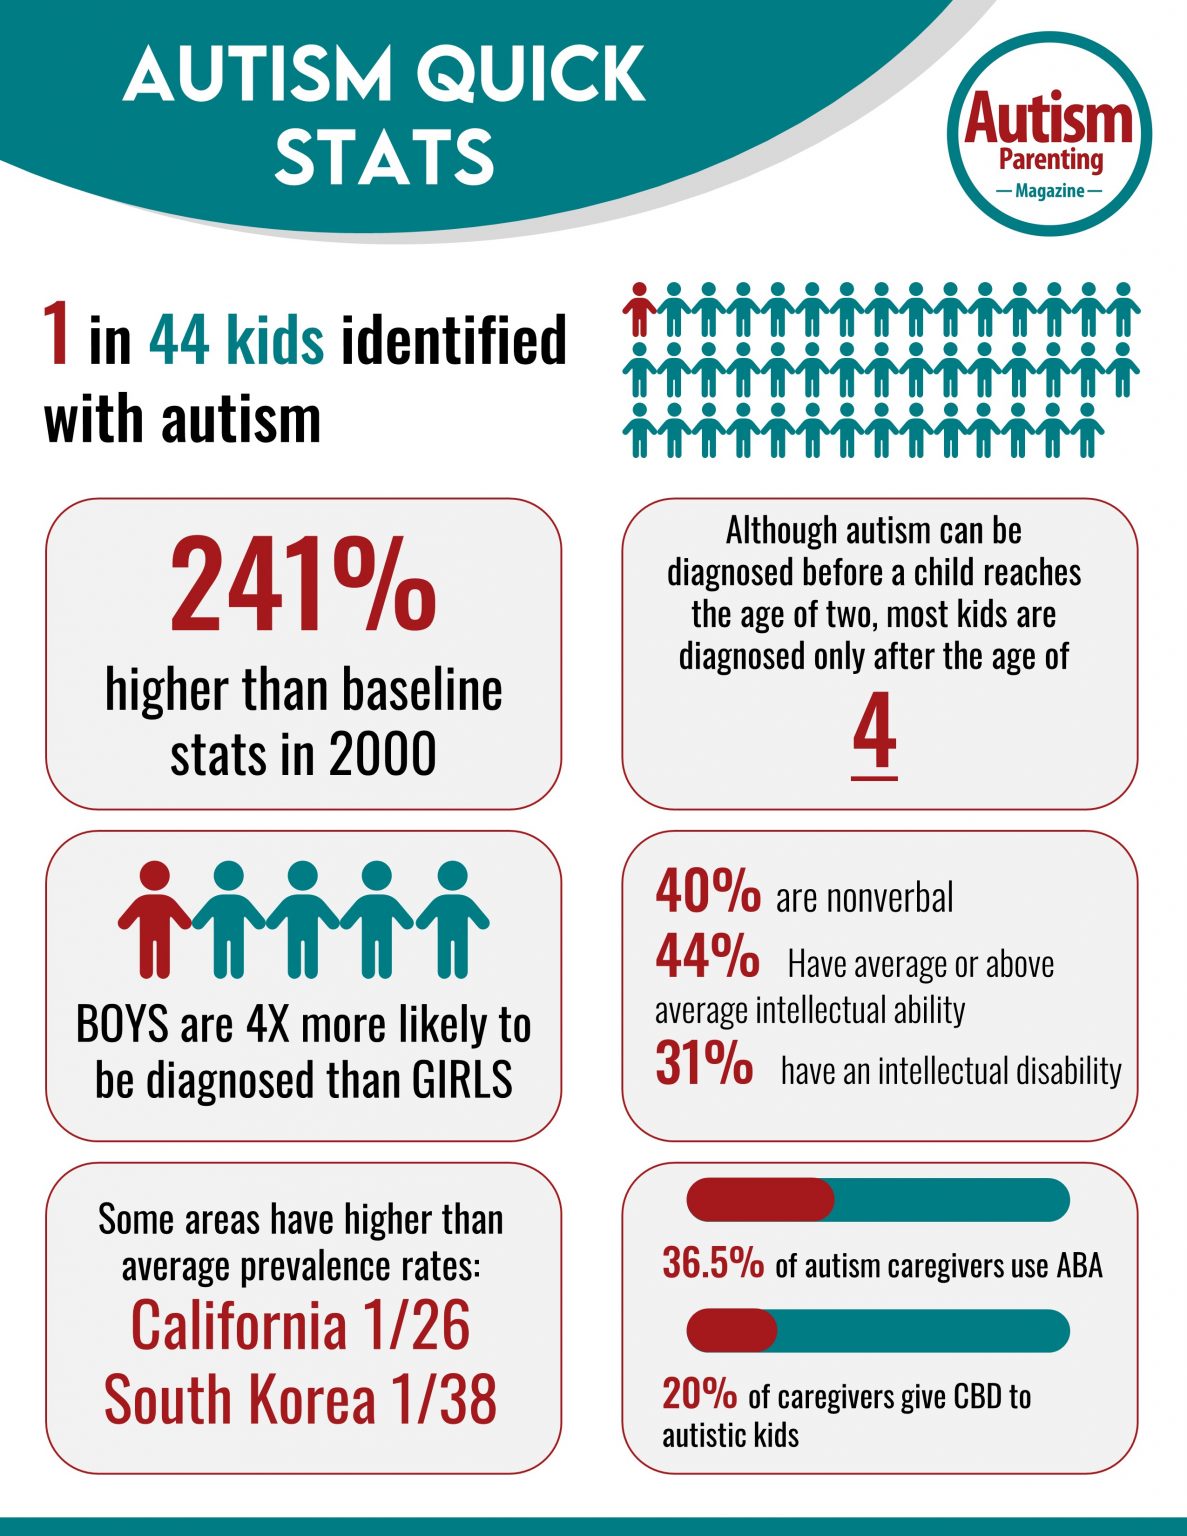 AUTISM QUICK
STATS
Autism
Parenting
Magazine
1 in 44 kids identified
with autism
241%
higher than baseline
stats in 2000
Although autism can be
diagnosed before a child reaches
the age of two, most kids are
diagnosed only after the age of
4
BOYS are 4X more likely to
be diagnosed than GIRLS
40% are nonverbal
44% Have average or above
average intellectual ability
31% have an intellectual disability
Some areas have higher than
average prevalence rates:
California 1/26
South Korea 1/38
36.5% of autism caregivers use ABA
20% of caregivers give CBD to
autistic kids